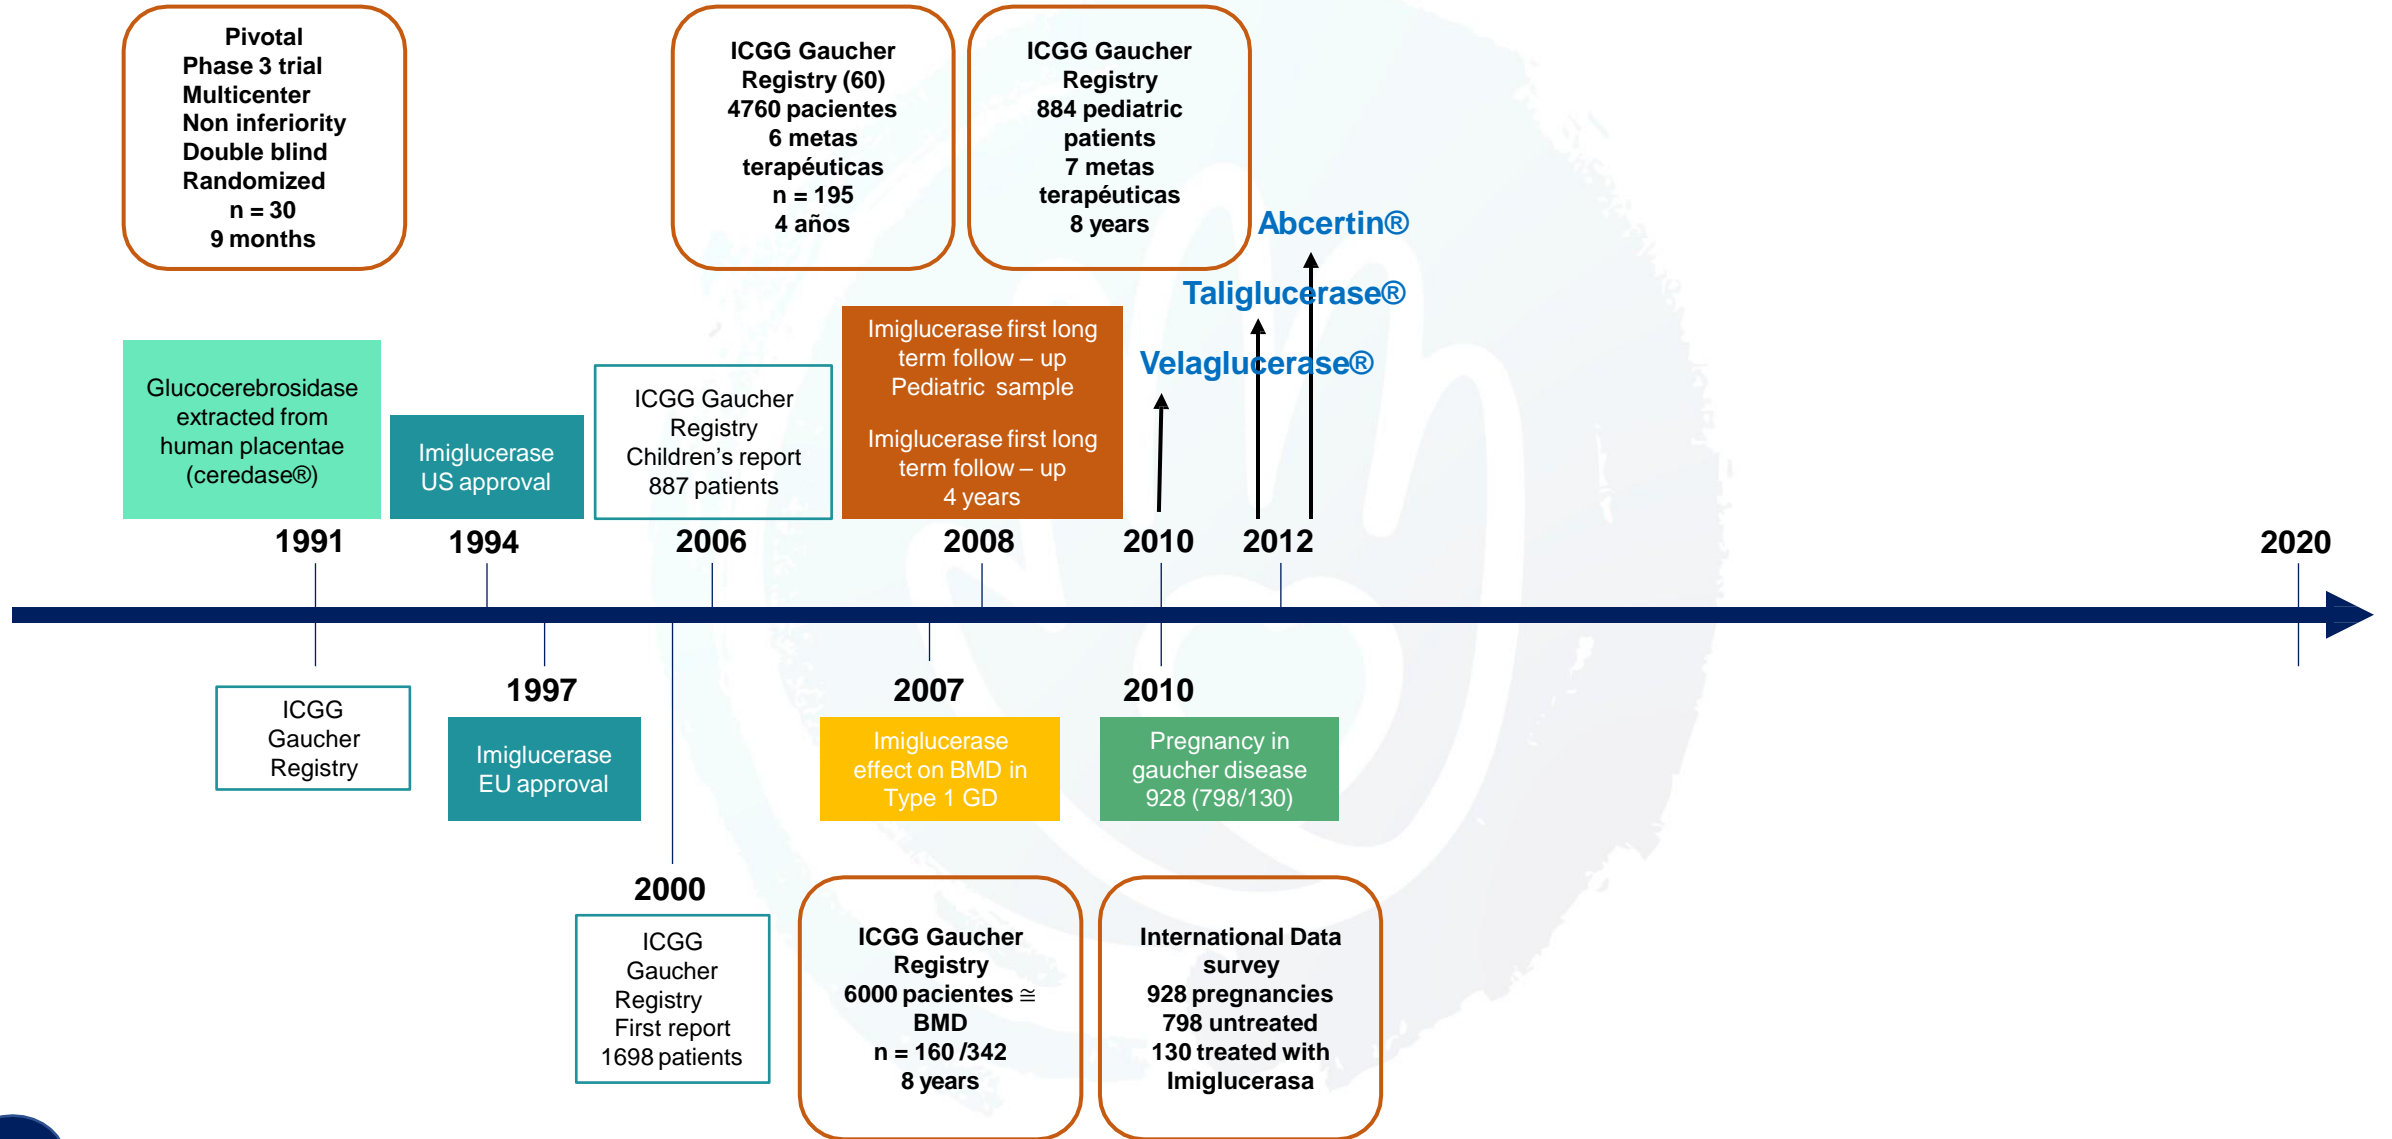 Pivotal
Phase 3 trial
Multicenter
Non inferiority
Double blind
Randomized
n = 30
9 months
ICGG Gaucher
Registry (60)
4760 pacientes
6 metas
terapéuticas
n = 195
4 años
ICGG Gaucher
Registry
884 pediatric
patients
7 metas
terapéuticas
8 years
Abcertin®
Taliglucerase®
Velaglucerase®
Glucocerebrosidase
extracted from
human placentae
(ceredase®)
Imiglucerase
US approval
ICGG Gaucher
Registry
Children’s report
887 patients
Imiglucerase first long
term follow – up
Pediatric sample
Imiglucerase first long
term follow – up
4 years
1991
1994
2006
2008
2010
2012
2020
ICGG
Gaucher
Registry
1997
Imiglucerase
EU approval
2007
Imiglucerase
effect on BMD in
Type 1 GD
2010
Pregnancy in
gaucher disease
928 (798/130)
2000
ICGG
Gaucher
Registry
First report
1698 patients
ICGG Gaucher
Registry
6000 pacientes ≅
BMD
n = 160 /342
8 years
International Data
survey
928 pregnancies
798 untreated
130 treated with
Imiglucerasa